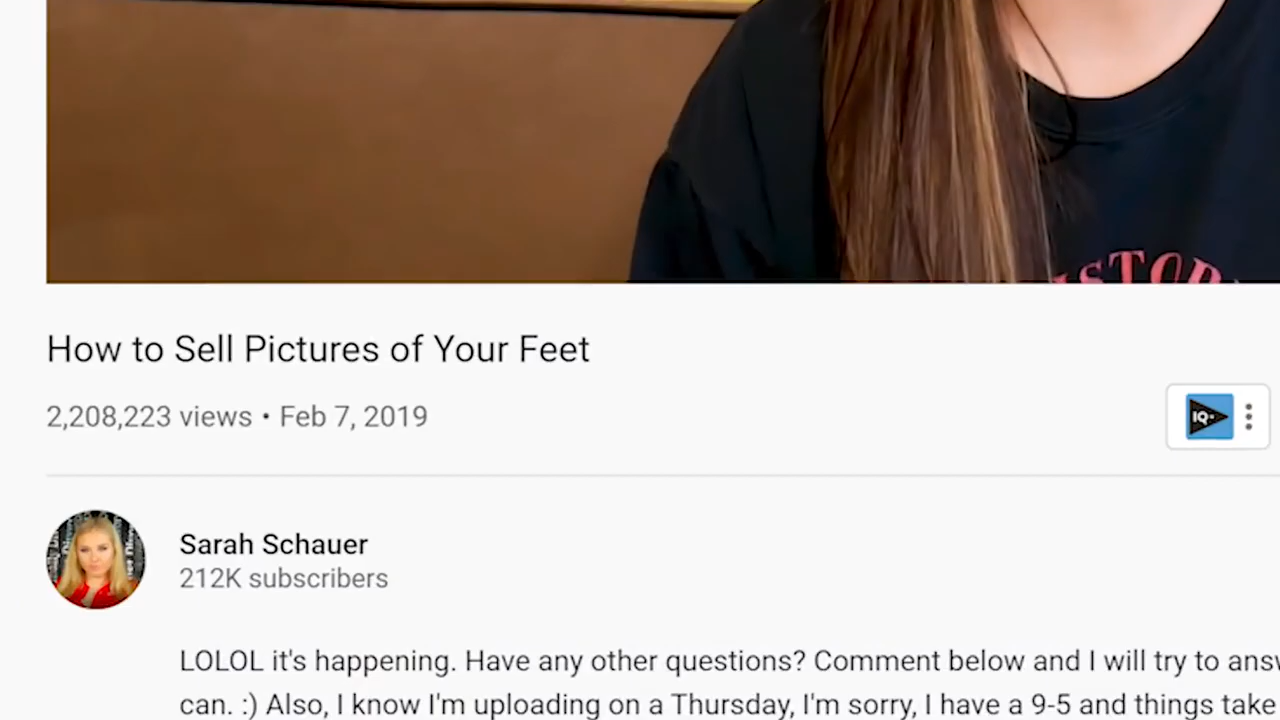 How to Sell Pictures of Your Feet
2,208,223 views • Feb 7, 2019
IQ
Sarah Schauer
212K subscribers
LOLOL it's happening. Have any other questions? Comment below and I will try to
can. :) Also, I know I'm uploading on a Thursday, I'm sorry, I have a 9-5 and things take